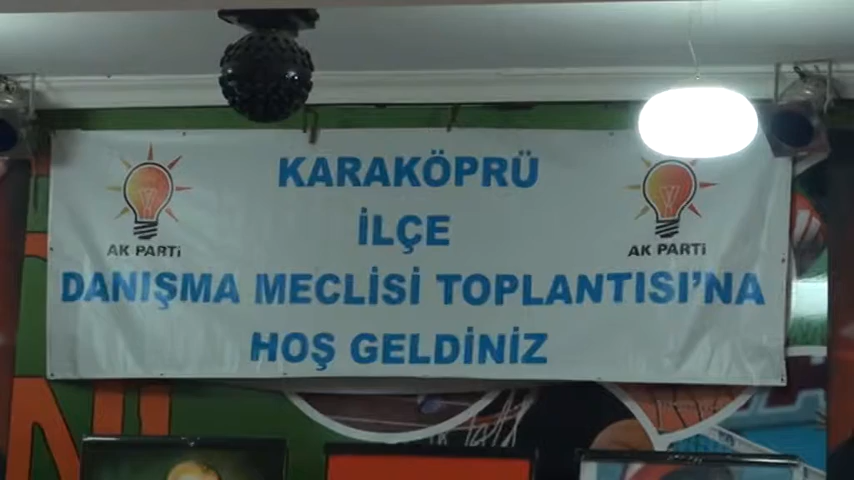 KARAKÖPRÜ
İLÇE
DANIŞMA MECLİSİ TOPLANTISI'NA
HOŞ GELDİNİZ
AK PARTİ
AK PARTİ